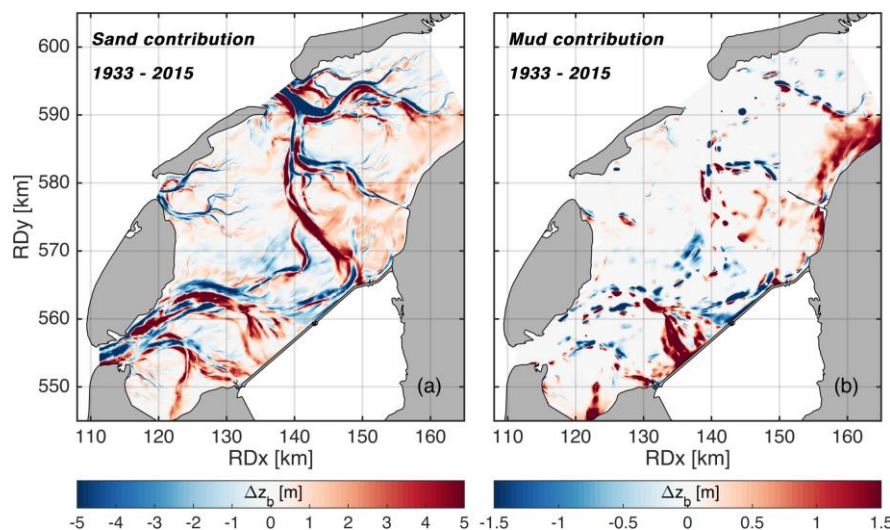 Sand contribution
1933 - 2015
Mud contribution
1933 - 2015
RDy [km]
600
590
580
570
560
550
(a)
(b)
110 120 130 140 150 160
110 120 130 140 150 160
RDx [km]
RDx [km]
Δz_b [m]
-5 -4 -3 -2 -1 0 1 2 3 4 5
Δz_b [m]
-1.5 -1 -0.5 0 0.5 1 1.5